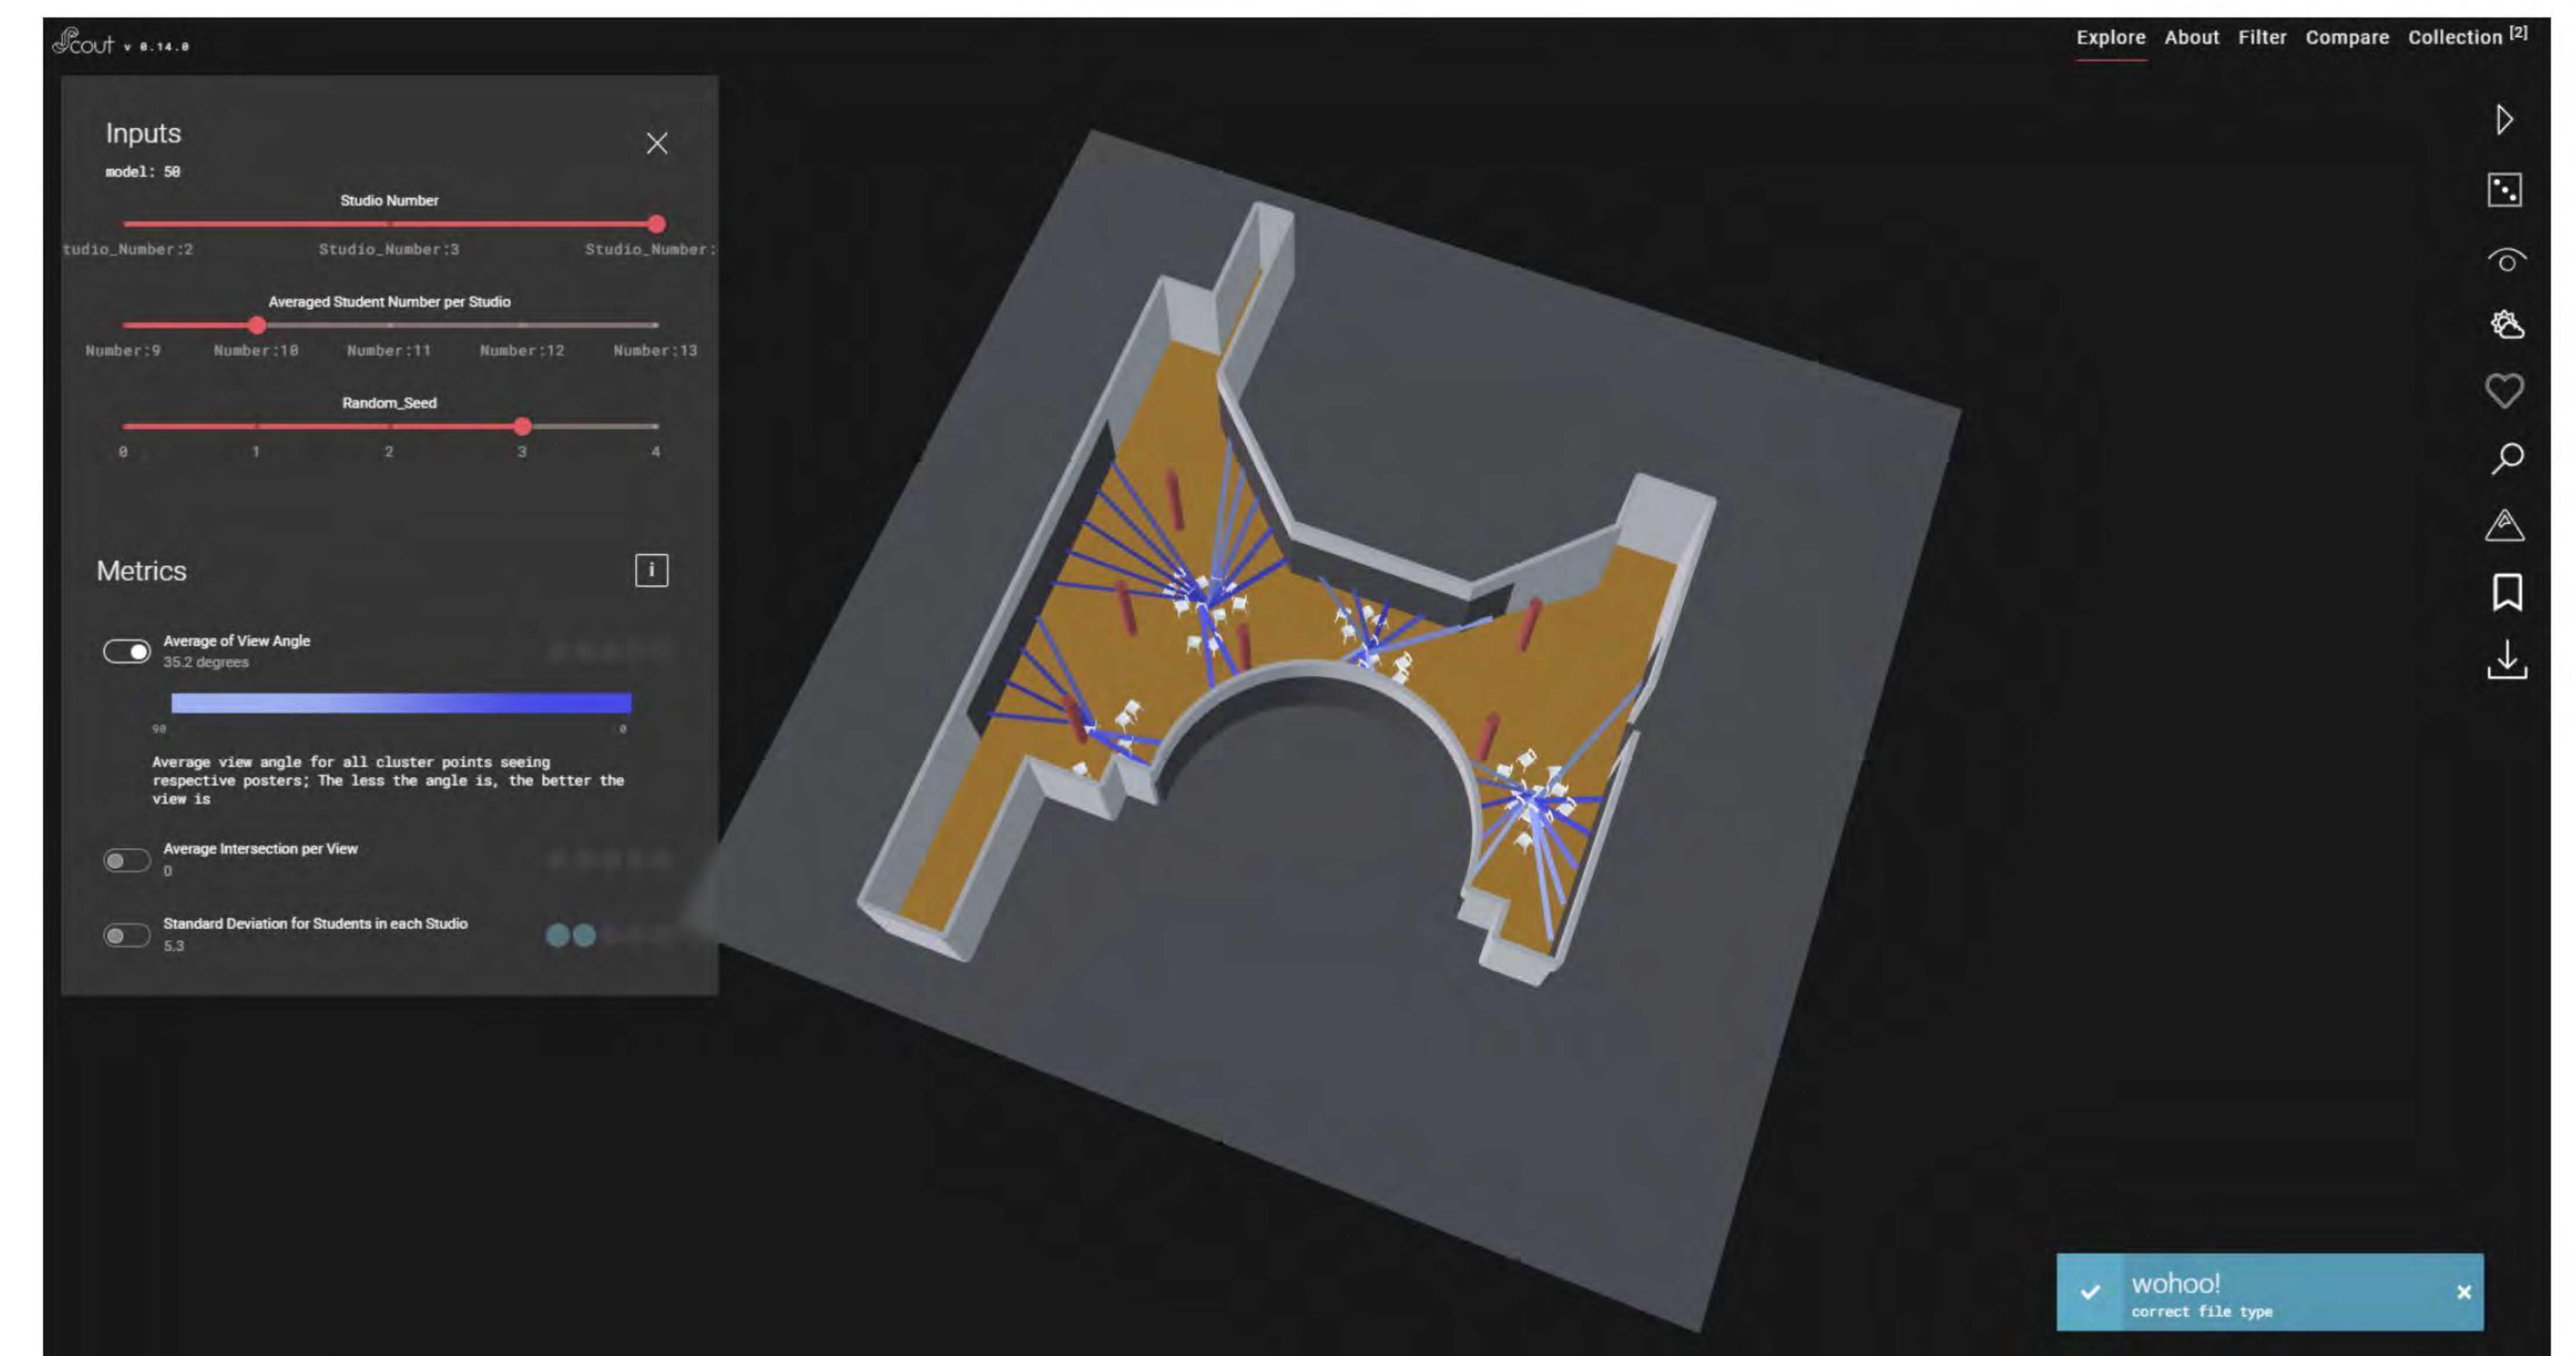 Scout v 0.14.0
Explore About Filter Compare Collection [2]
Inputs
model: 50
Studio Number
tudio_Number:2 Studio_Number:3 Studio_Number:
Averaged Student Number per Studio
Number:9 Number:10 Number:11 Number:12 Number:13
Random_Seed
0 1 2 3 4
Metrics
i
Average of View Angle
35.2 degrees
90 0
Average view angle for all cluster points seeing
respective posters; The less the angle is, the better the
view is
Average Intersection per View
0
Standard Deviation for Students in each Studio
5.3
wohoo!
correct file type